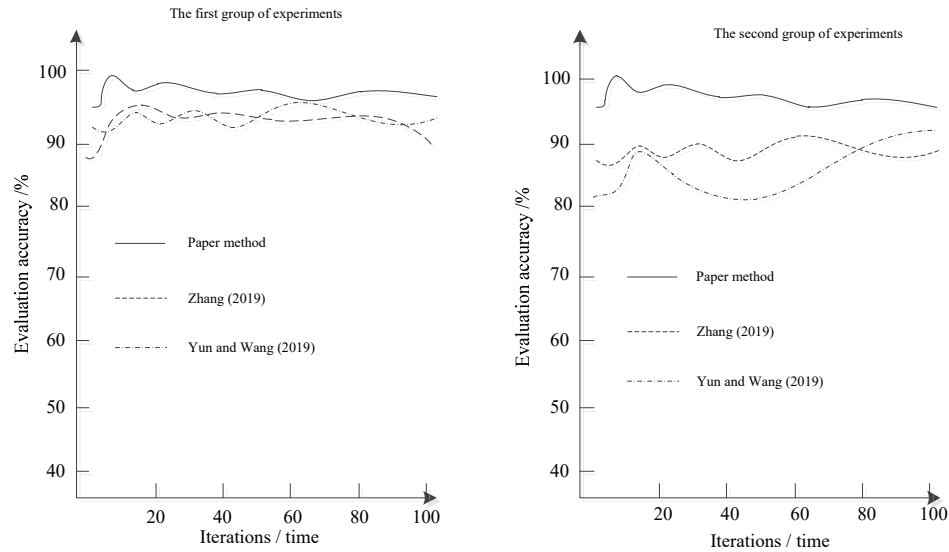 The first group of experiments
100
90
80
70
60
50
40
Evaluation accuracy /%
Paper method
Zhang (2019)
Yun and Wang (2019)
20
40
60
80
100
Iterations / time
The second group of experiments
100
90
80
70
60
50
40
Evaluation accuracy /%
Paper method
Zhang (2019)
Yun and Wang (2019)
20
40
60
80
100
Iterations / time